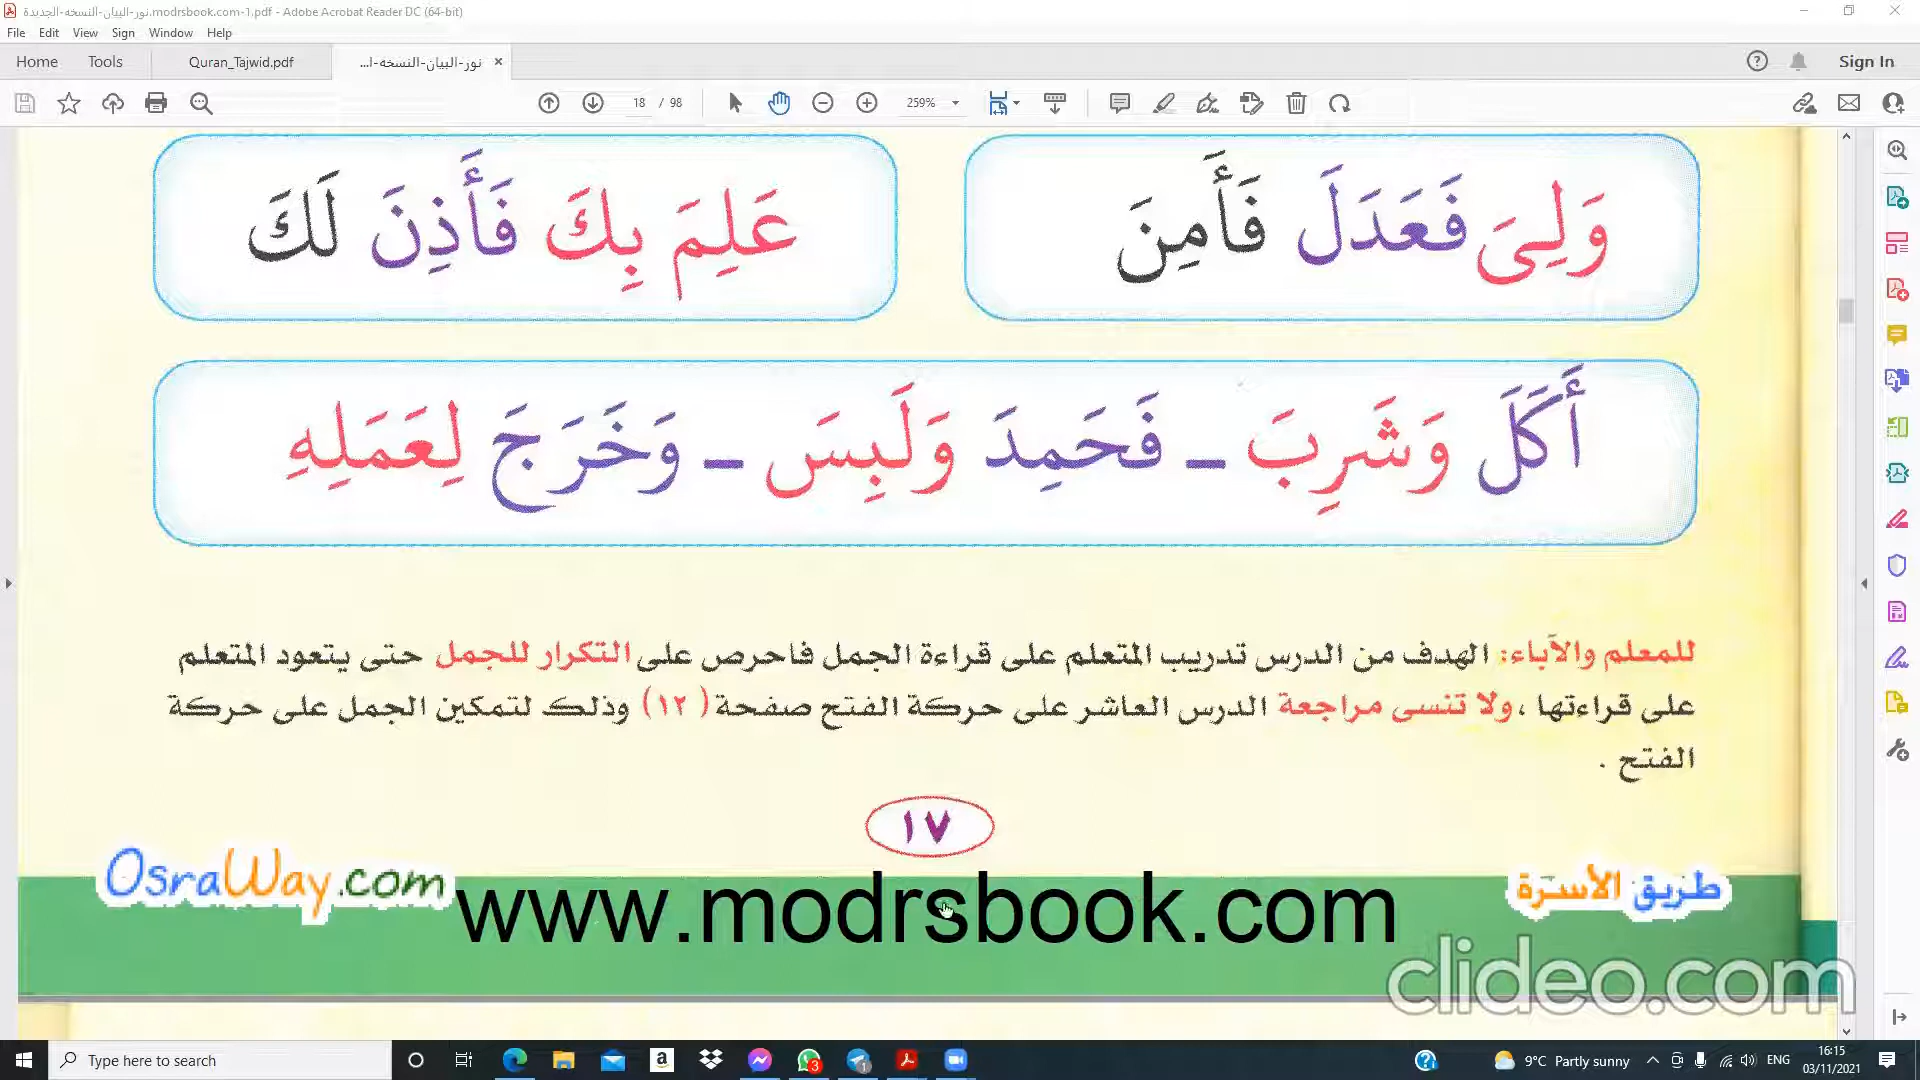 نور-البيان-النسخه-الجديدة.modrsbook.com-1.pdf - Adobe Acrobat Reader DC (64-bit)
File Edit View Sign Window Help
Home Tools Quran_Tajwid.pdf نور-البيان-النسخه-ا... × Sign In
18 / 98 259%
وَلِىَ فَعَدَلَ فَأَمِنَ
عَلِمَ بِكَ فَأَذِنَ لَكَ
أَكَلَ وَشَرِبَ - فَحَمِدَ وَلَبِسَ - وَخَرَجَ لِعَمَلِهِ
للمعلم والآباء: الهدف من الدرس تدريب المتعلم على قراءة الجمل فاحرص على التكرار للجمل حتى يتعود المتعلم
على قراءتها ، ولا تنسى مراجعة الدرس العاشر على حركة الفتح صفحة (١٢) وذلك لتمكين الجمل على حركة
الفتح .
١٧
OsraWay.com
www.modrsbook.com
طريق الأسرة
clideo.com
Type here to search
3
1
9°C Partly sunny
ENG
16:15
03/11/2021